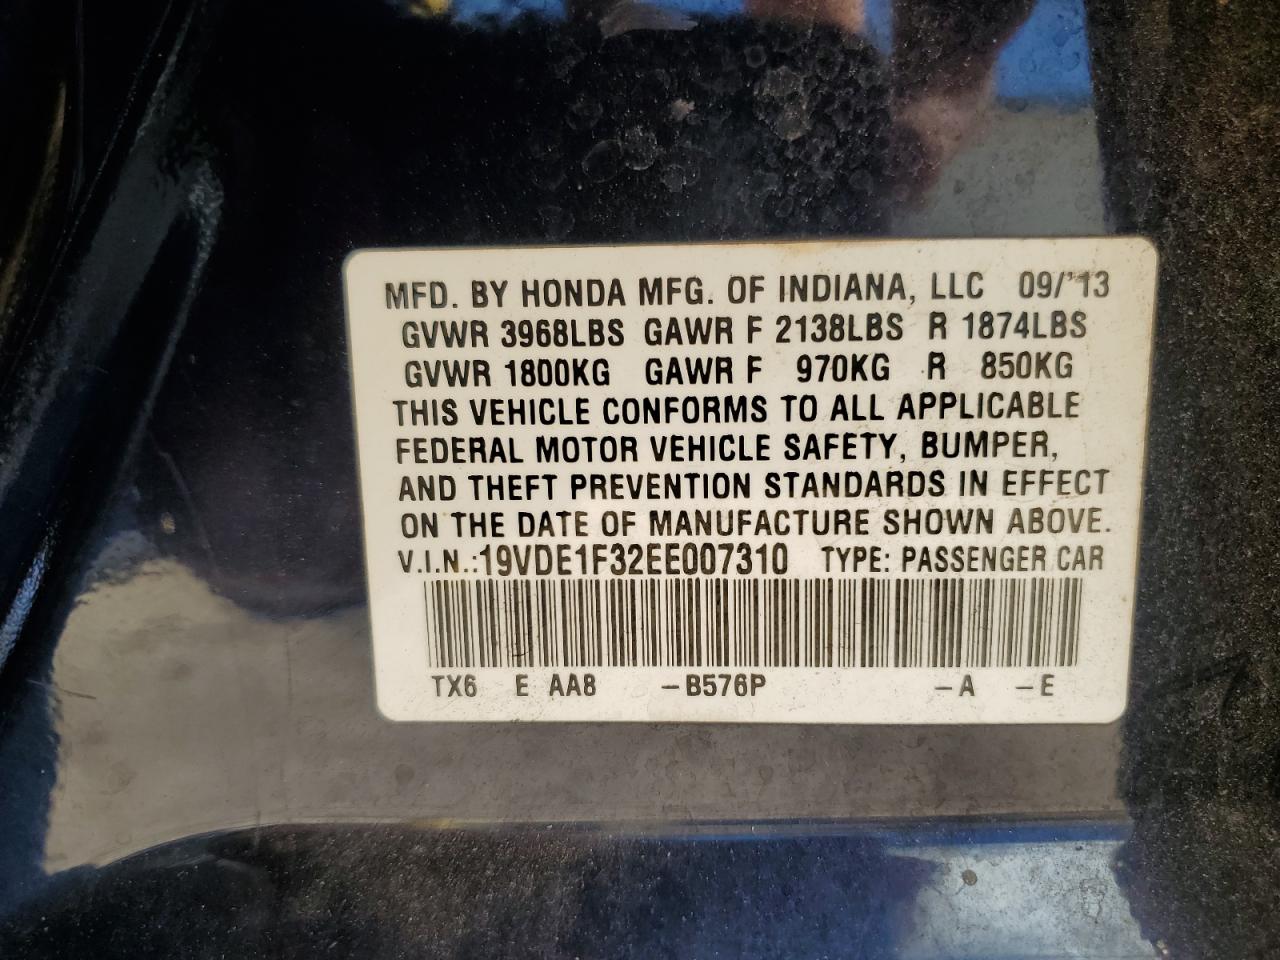 MFD. BY HONDA MFG. OF INDIANA, LLC 09/'13
GVWR 3968LBS GAWR F 2138LBS R 1874LBS
GVWR 1800KG GAWR F 970KG R 850KG
THIS VEHICLE CONFORMS TO ALL APPLICABLE
FEDERAL MOTOR VEHICLE SAFETY, BUMPER,
AND THEFT PREVENTION STANDARDS IN EFFECT
ON THE DATE OF MANUFACTURE SHOWN ABOVE.
V.I.N.:19VDE1F32EE007310 TYPE: PASSENGER CAR
TX6 E AA8 -B576P -A -E